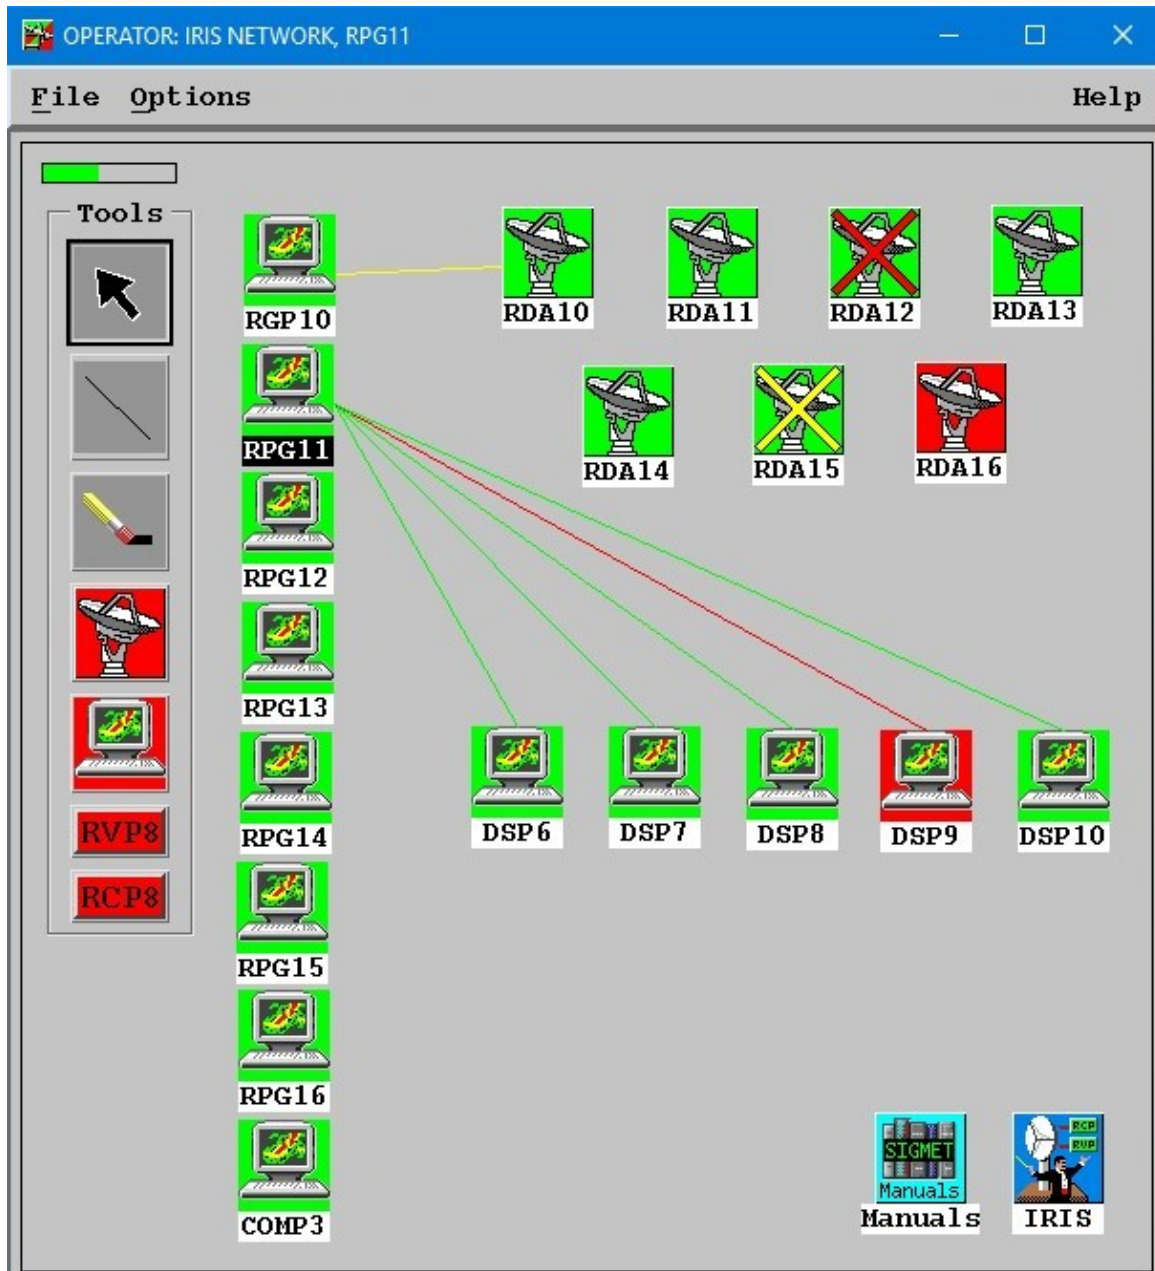 OPERATOR: IRIS NETWORK, RPG11
File Options Help
Tools
RGP10
RDA10 RDA11 RDA12 RDA13
RPG11
RDA14 RDA15 RDA16
RPG12
RPG13
RPG14
DSP6 DSP7 DSP8 DSP9 DSP10
RVP8
RCP8
RPG15
RPG16
COMP3
SIGMET
Manuals
Manuals
RCP
RVP
IRIS